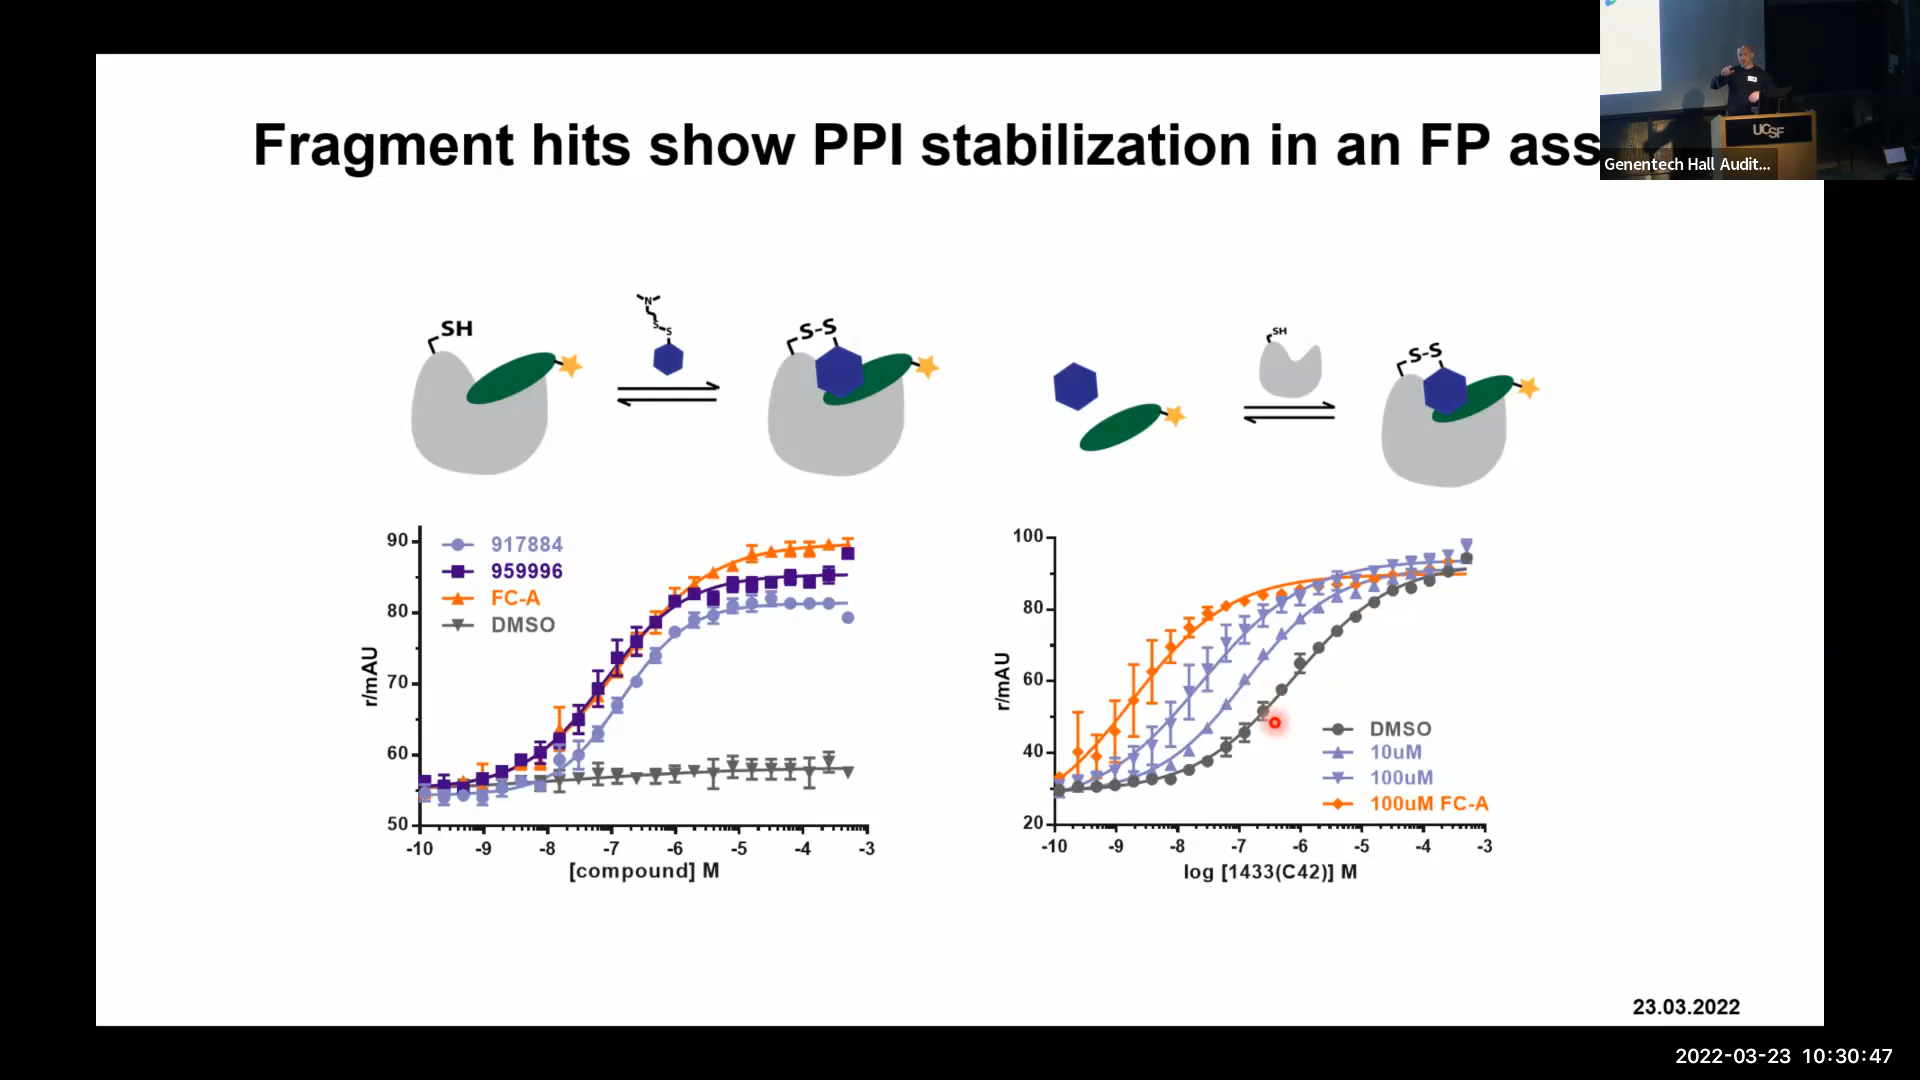 Fragment hits show PPI stabilization in an FP ass
UCSF
Genentech Hall Audit...
SH
N
S
S
S-S
SH
S-S
90
80
70
60
50
r/mAU
917884
959996
FC-A
DMSO
-10 -9 -8 -7 -6 -5 -4 -3
[compound] M
100
80
60
40
20
r/mAU
DMSO
10uM
100uM
100uM FC-A
-10 -9 -8 -7 -6 -5 -4 -3
log [1433(C42)] M
23.03.2022
2022-03-23 10:30:47